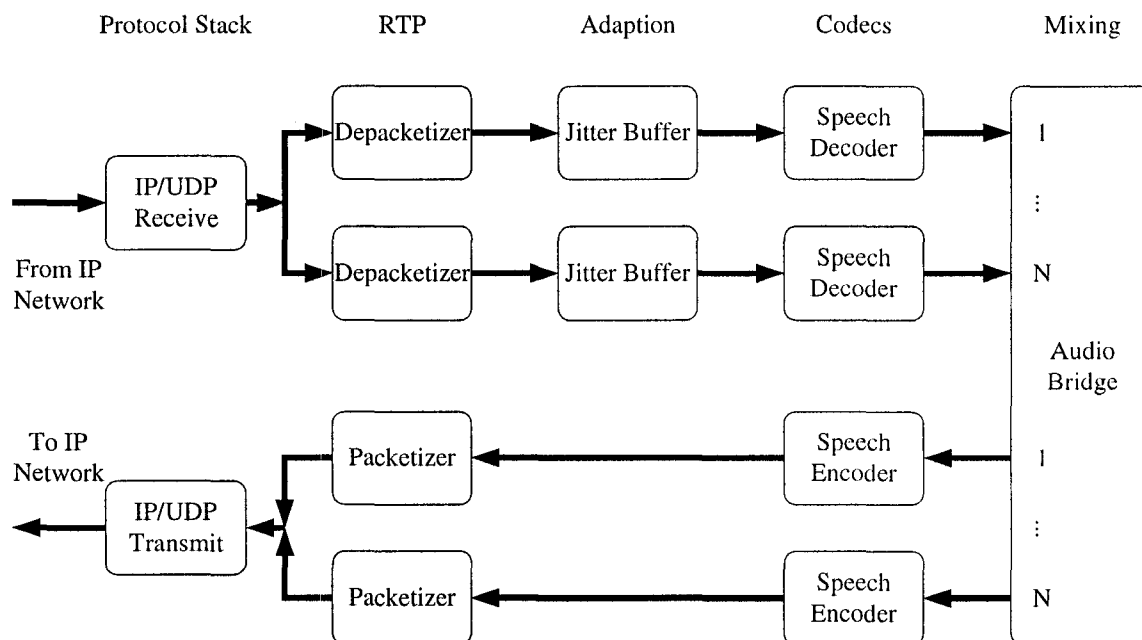 Protocol Stack RTP Adaption Codecs Mixing
Depacketizer
Jitter Buffer
Speech
Decoder
1
IP/UDP
Receive
⋮
From IP
Network
Depacketizer
Jitter Buffer
Speech
Decoder
N
Audio
Bridge
To IP
Network
Packetizer
Speech
Encoder
1
IP/UDP
Transmit
⋮
Packetizer
Speech
Encoder
N